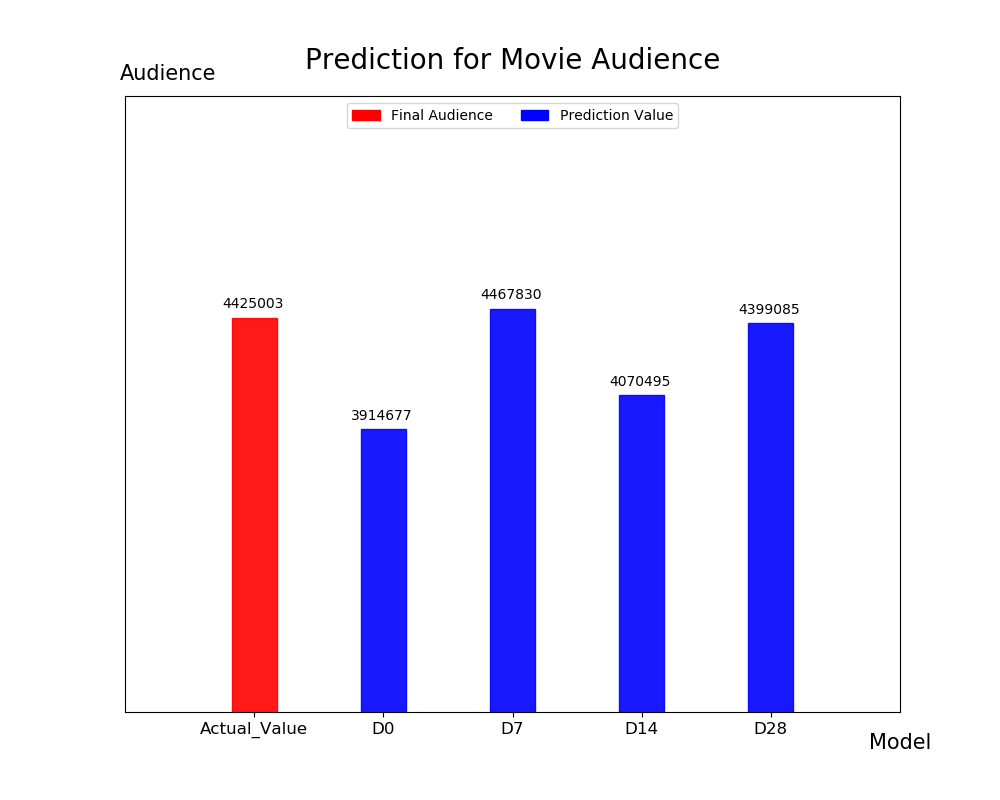 Prediction for Movie Audience
Audience
Final Audience
Prediction Value
4425003
3914677
4467830
4070495
4399085
Actual_Value
D0
D7
D14
D28
Model